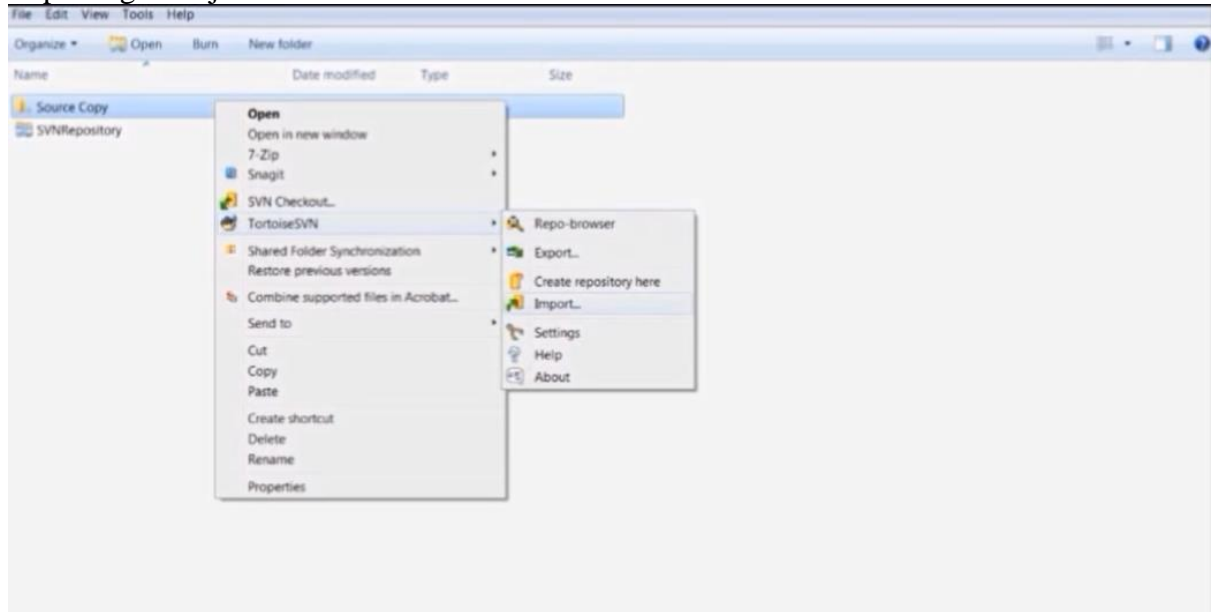 File Edit View Tools Help
Organize Open Burn New folder
Name Date modified Type Size
Source Copy
SVNRepository
Open
Open in new window
7-Zip
Snagit
SVN Checkout...
TortoiseSVN
Shared Folder Synchronization
Restore previous versions
Combine supported files in Acrobat...
Send to
Cut
Copy
Paste
Create shortcut
Delete
Rename
Properties
Repo-browser
Export...
Create repository here
Import...
Settings
Help
About